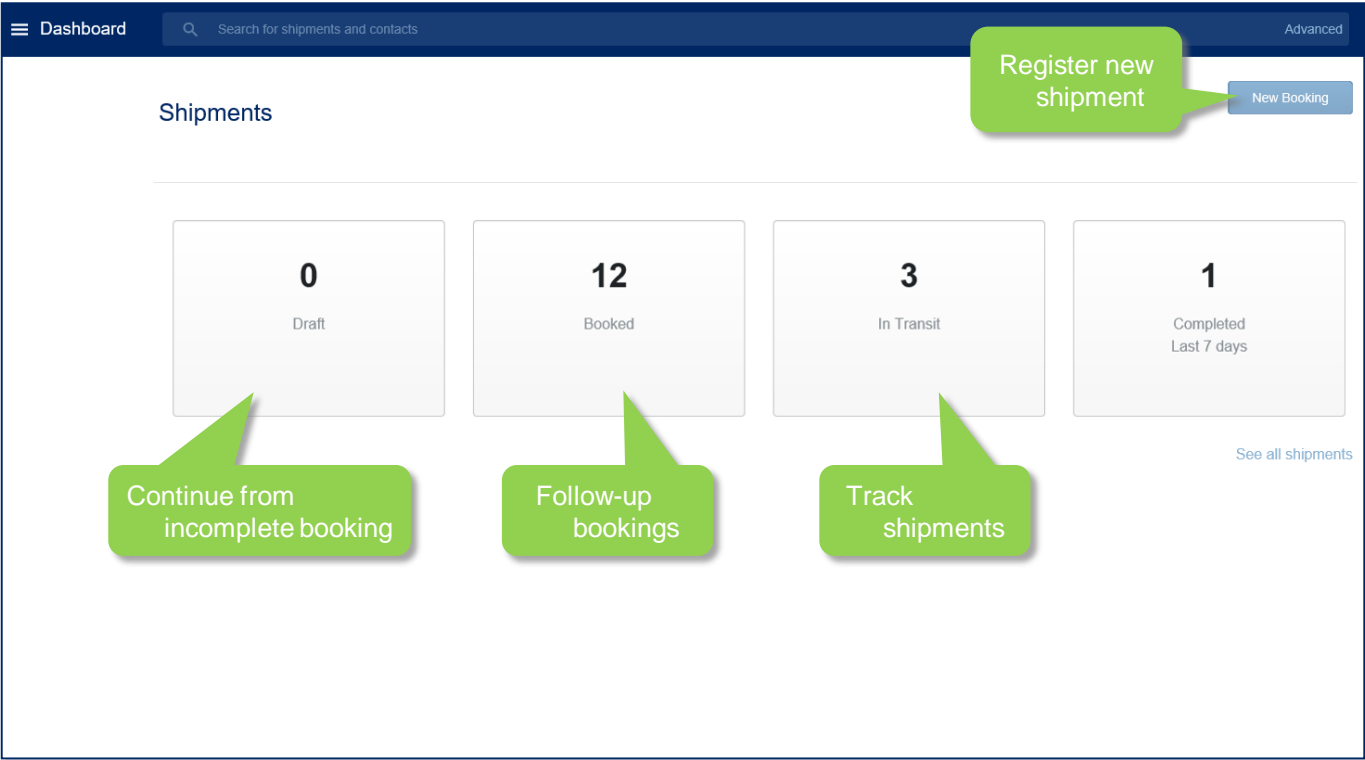 Dashboard
Search for shipments and contacts
Advanced
Register new
shipment
New Booking
Shipments
0
Draft
12
Booked
3
In Transit
1
Completed
Last 7 days
See all shipments
Continue from
incomplete booking
Follow-up
bookings
Track
shipments